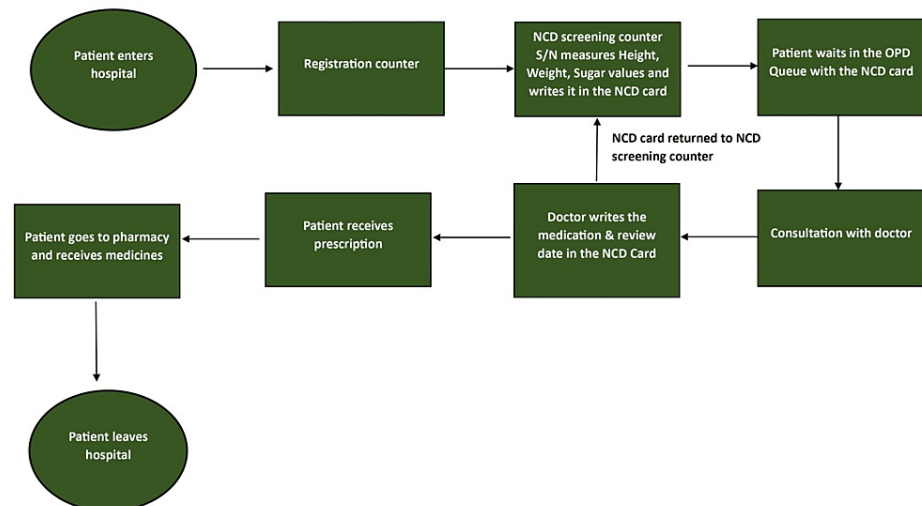 Patient enters
hospital
Registration counter
NCD screening counter
S/N measures Height,
Weight, Sugar values and
writes it in the NCD card
Patient waits in the OPD
Queue with the NCD card
NCD card returned to NCD
screening counter
Consultation with doctor
Doctor writes the
medication & review
date in the NCD Card
Patient receives
prescription
Patient goes to pharmacy
and receives medicines
Patient leaves
hospital